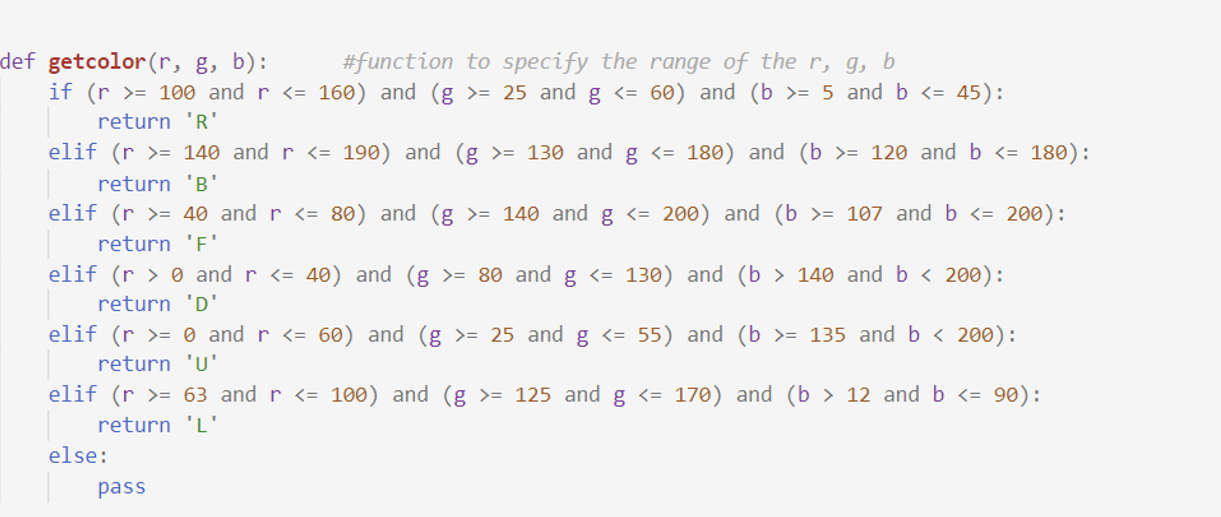 def getcolor(r, g, b):      #function to specify the range of the r, g, b
    if (r >= 100 and r <= 160) and (g >= 25 and g <= 60) and (b >= 5 and b <= 45):
        return 'R'
    elif (r >= 140 and r <= 190) and (g >= 130 and g <= 180) and (b >= 120 and b <= 180):
        return 'B'
    elif (r >= 40 and r <= 80) and (g >= 140 and g <= 200) and (b >= 107 and b <= 200):
        return 'F'
    elif (r > 0 and r <= 40) and (g >= 80 and g <= 130) and (b > 140 and b < 200):
        return 'D'
    elif (r >= 0 and r <= 60) and (g >= 25 and g <= 55) and (b >= 135 and b < 200):
        return 'U'
    elif (r >= 63 and r <= 100) and (g >= 125 and g <= 170) and (b > 12 and b <= 90):
        return 'L'
    else:
        pass